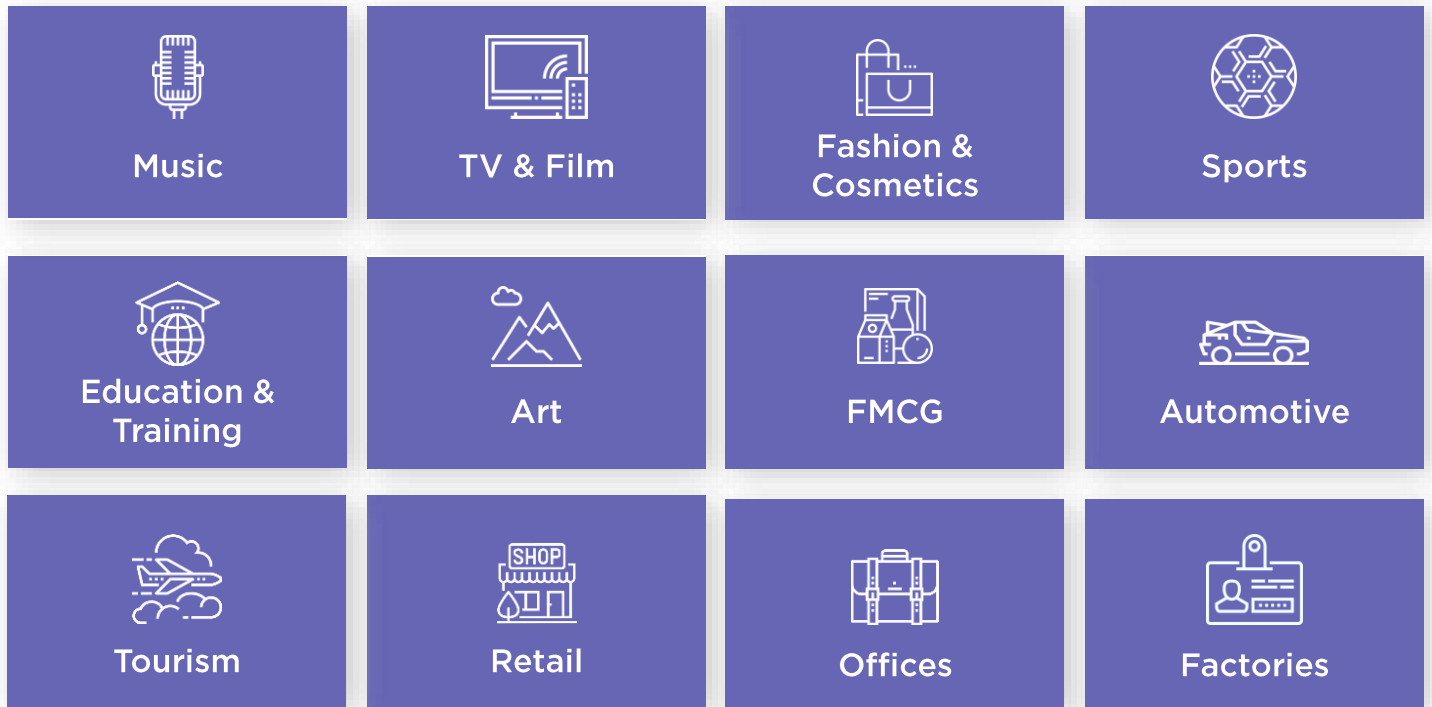 Music
TV & Film
Fashion &
Cosmetics
Sports
Education &
Training
Art
FMCG
Automotive
Tourism
SHOP
Retail
Offices
Factories